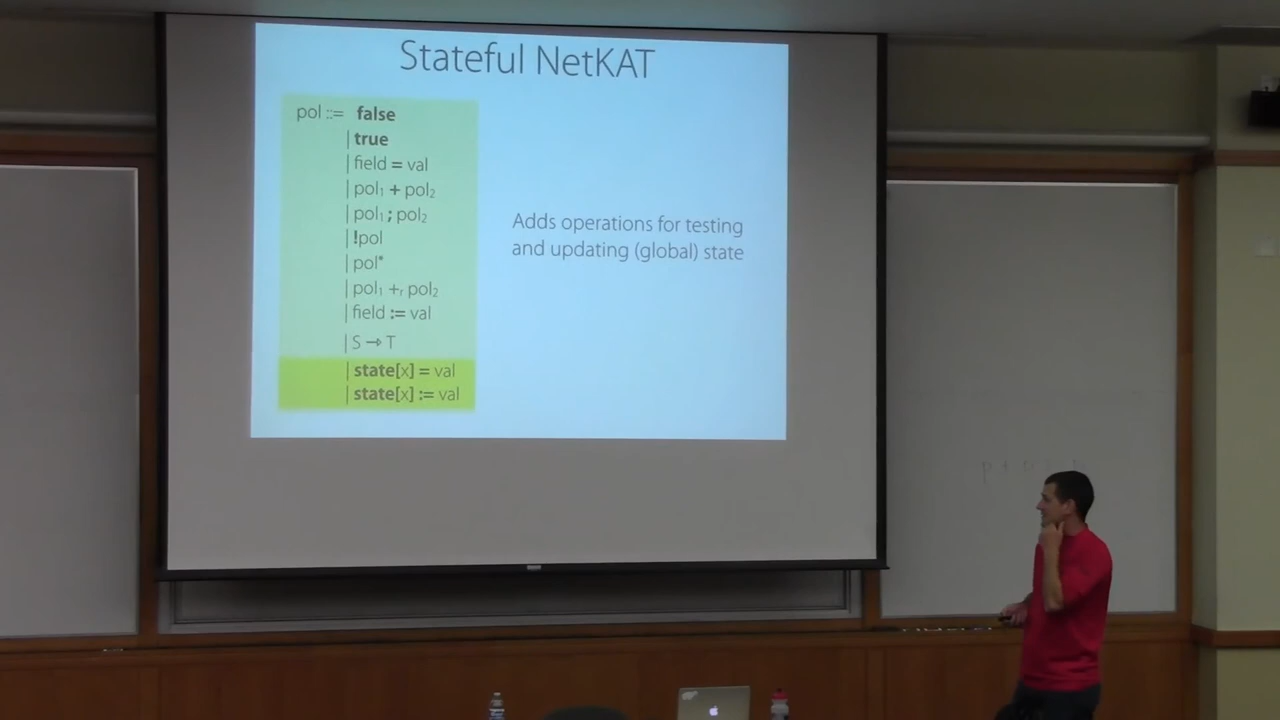 Stateful NetKAT
pol ::= false
| true
| field = val
| pol₁ + pol₂
| pol₁ ; pol₂
| !pol
| pol*
| pol₁ +ᵣ pol₂
| field := val
| S → T
| state[x] = val
| state[x] := val
Adds operations for testing
and updating (global) state